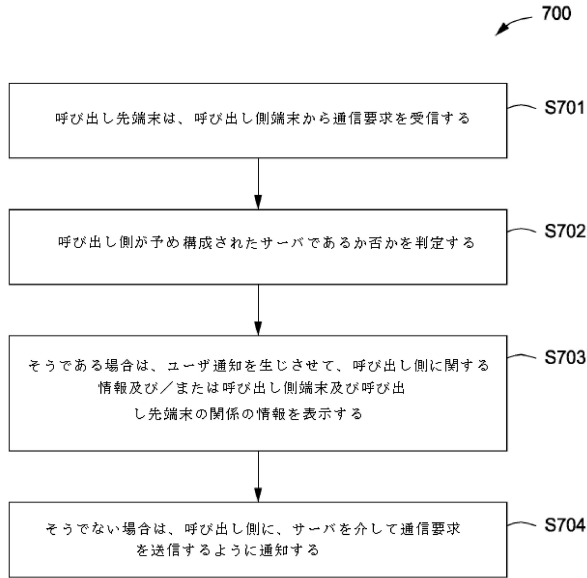 700
呼び出し先端末は、呼び出し側端末から通信要求を受信する
S701
呼び出し側が予め構成されたサーバであるか否かを判定する
S702
そうである場合は、ユーザ通知を生じさせて、呼び出し側に関する
情報及び／または呼び出し側端末及び呼び出
し先端末の関係の情報を表示する
S703
そうでない場合は、呼び出し側に、サーバを介して通信要求
を送信するように通知する
S704